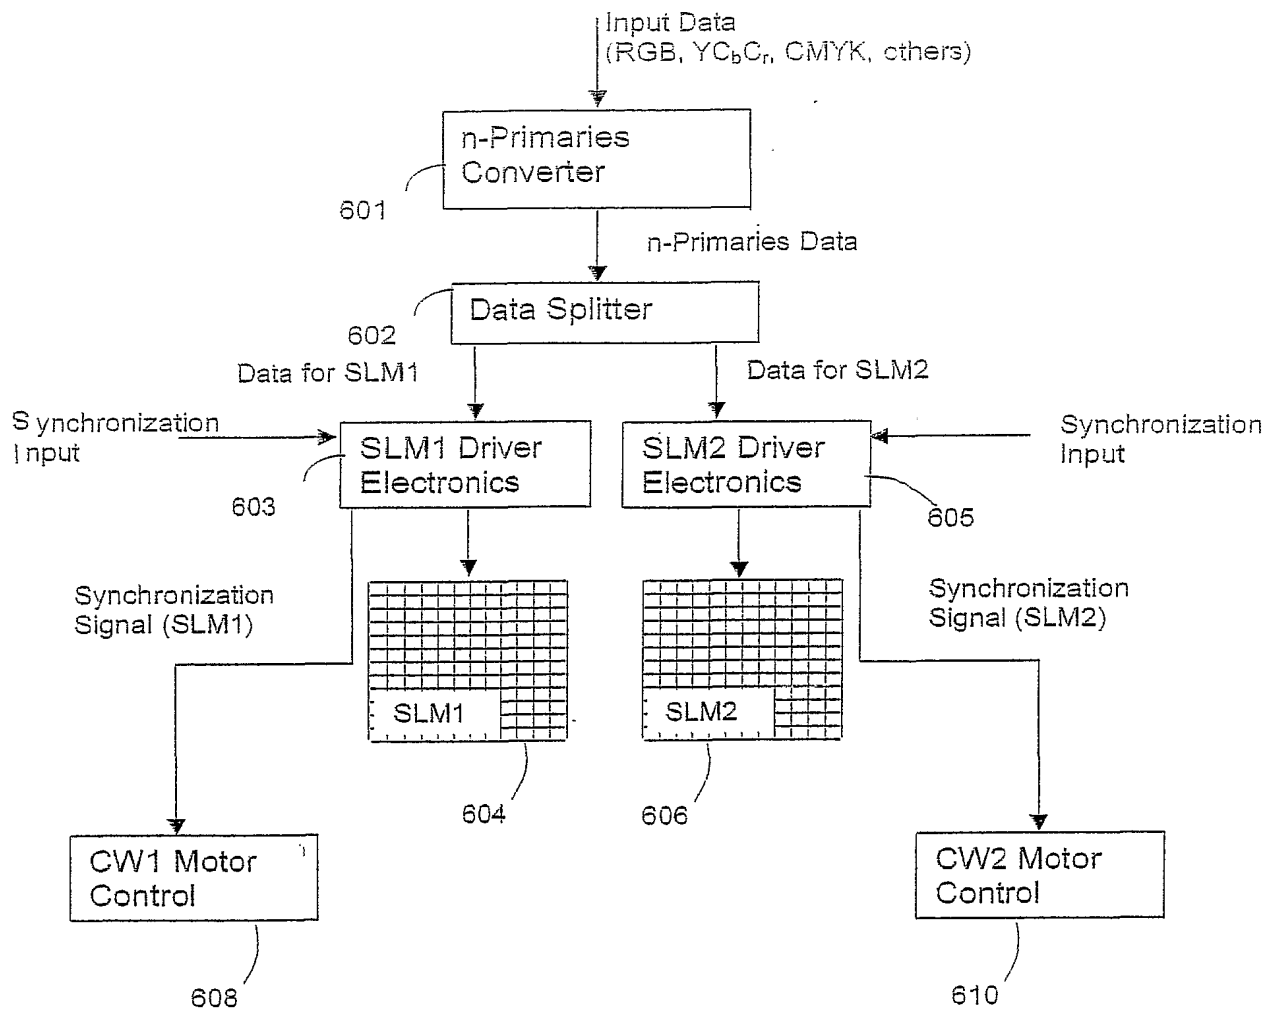 Input Data
(RGB, YCbCr, CMYK, others)
n-Primaries
Converter
601
n-Primaries Data
Data Splitter
602
Data for SLM1
Data for SLM2
Synchronization
Input
SLM1 Driver
Electronics
SLM2 Driver
Electronics
Synchronization
Input
603
605
Synchronization
Signal (SLM1)
Synchronization
Signal (SLM2)
SLM1
SLM2
604
606
CW1 Motor
Control
CW2 Motor
Control
608
610